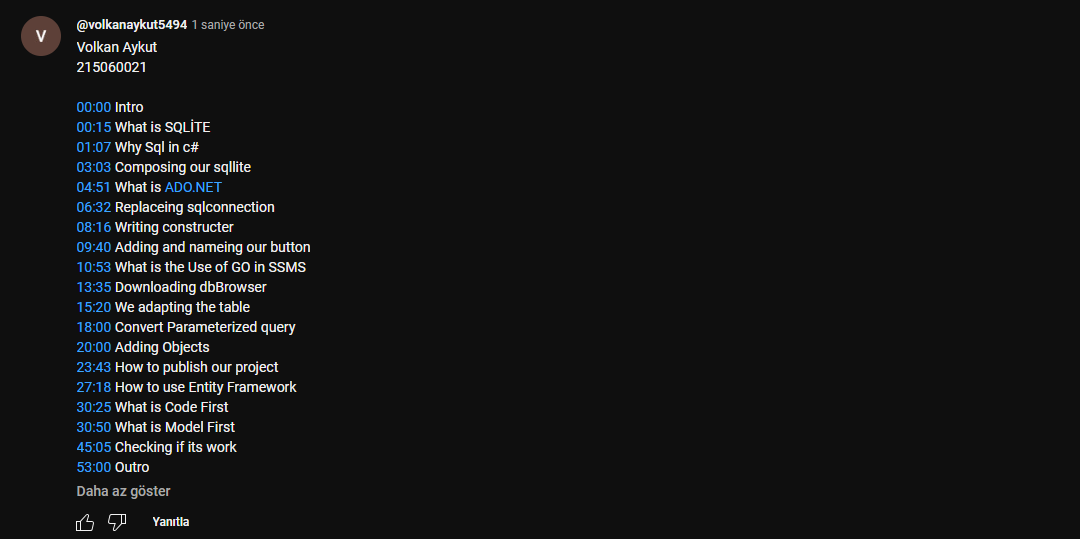 V
@volkanaykut5494 1 saniye önce
Volkan Aykut
215060021
00:00 Intro
00:15 What is SQLİTE
01:07 Why Sql in c#
03:03 Composing our sqllite
04:51 What is ADO.NET
06:32 Replaceing sqlconnection
08:16 Writing constructer
09:40 Adding and nameing our button
10:53 What is the Use of GO in SSMS
13:35 Downloading dbBrowser
15:20 We adapting the table
18:00 Convert Parameterized query
20:00 Adding Objects
23:43 How to publish our project
27:18 How to use Entity Framework
30:25 What is Code First
30:50 What is Model First
45:05 Checking if its work
53:00 Outro
Daha az göster
Yanıtla